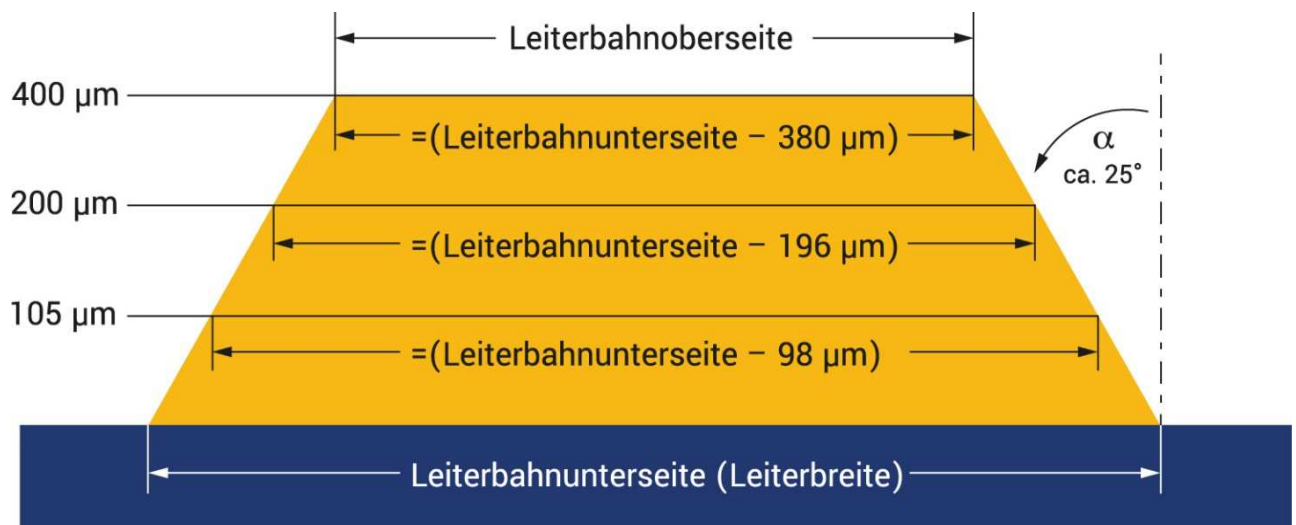 Leiterbahnoberseite
400 µm
=(Leiterbahnunterseite – 380 µm)
α
ca. 25°
200 µm
=(Leiterbahnunterseite – 196 µm)
105 µm
=(Leiterbahnunterseite – 98 µm)
Leiterbahnunterseite (Leiterbreite)